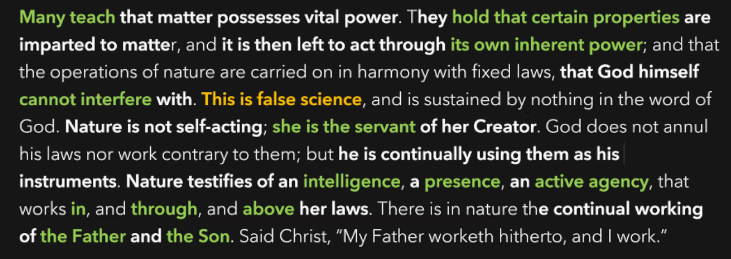 Many teach that matter possesses vital power. They hold that certain properties are
imparted to matter, and it is then left to act through its own inherent power; and that
the operations of nature are carried on in harmony with fixed laws, that God himself
cannot interfere with. This is false science, and is sustained by nothing in the word of
God. Nature is not self-acting; she is the servant of her Creator. God does not annul
his laws nor work contrary to them; but he is continually using them as his
instruments. Nature testifies of an intelligence, a presence, an active agency, that
works in, and through, and above her laws. There is in nature the continual working
of the Father and the Son. Said Christ, “My Father worketh hitherto, and I work.”